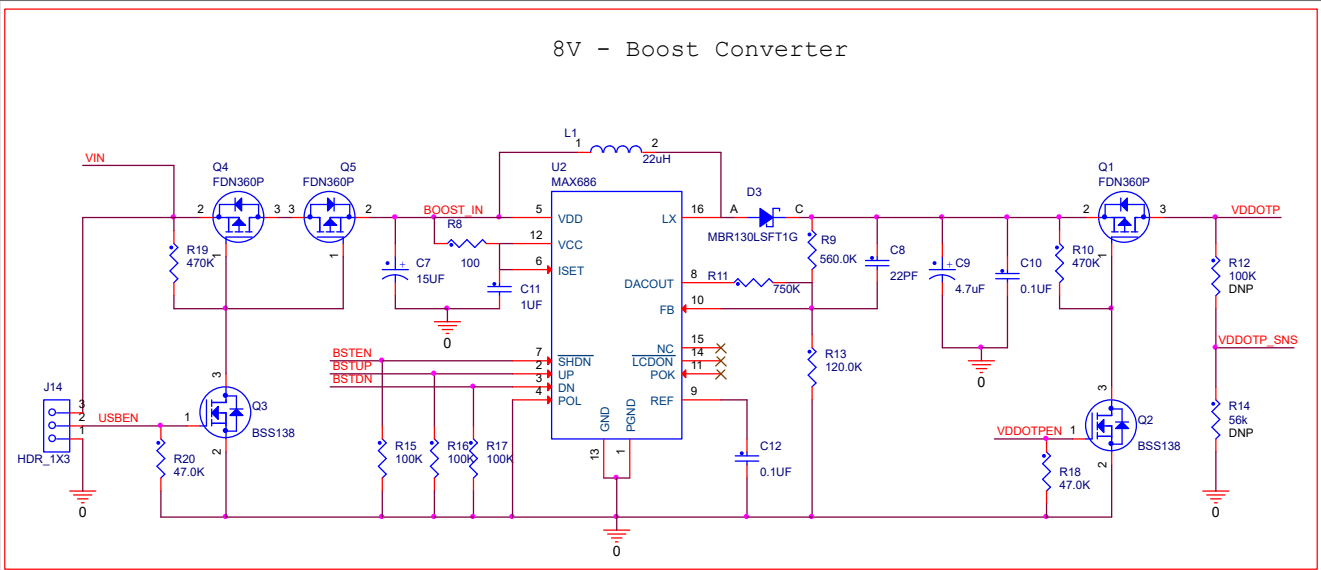 8V - Boost Converter
VIN
Q4
FDN360P
2
3
1
Q5
FDN360P
3
2
1
R19
470K
BOOST_IN
R8
100
C7
15UF
+
C11
1UF
0
L1
1
2
22uH
U2
MAX686
5
VDD
12
VCC
6
ISET
7
SHDN
2
UP
3
DN
4
POL
LX
16
DACOUT
8
FB
10
NC
15
LCDON
14
POK
11
REF
9
GND
13
PGND
1
BSTEN
BSTUP
BSTDN
R15
100K
R16
100K
R17
100K
D3
A
C
MBR130LSFT1G
R9
560.0K
R11
750K
C8
22PF
C9
4.7uF
+
C10
0.1UF
R10
470K
0
R13
120.0K
C12
0.1UF
0
Q1
FDN360P
2
3
1
VDDOTP
R12
100K
DNP
VDDOTP_SNS
R14
56k
DNP
0
VDDOTPEN
1
3
2
Q2
BSS138
R18
47.0K
J14
3
2
1
HDR_1X3
0
USBEN
1
3
2
Q3
BSS138
R20
47.0K